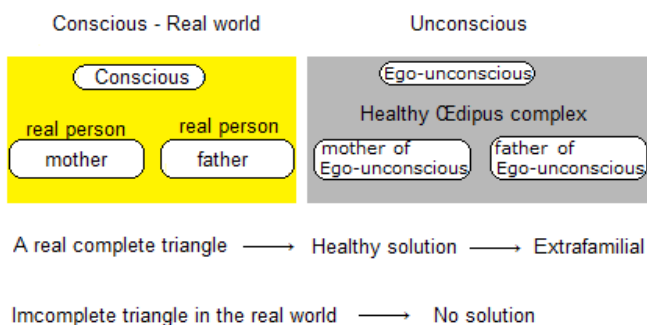 Conscious - Real world
Unconscious
Conscious
real person
real person
mother
father
Ego-unconscious
Healthy Œdipus complex
mother of
Ego-unconscious
father of
Ego-unconscious
A real complete triangle ⟶ Healthy solution ⟶ Extrafamilial
Imcomplete triangle in the real world ⟶ No solution